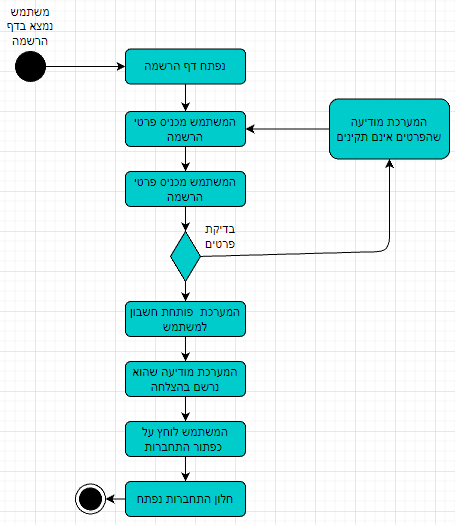 משתמש
נמצא בדף
הרשמה
נפתח דף הרשמה
המשתמש מכניס פרטי
הרשמה
המערכת מודיעה
שהפרטים אינם תקינים
המשתמש מכניס פרטי
הרשמה
בדיקת
פרטים
המערכת פותחת חשבון
למשתמש
המערכת מודיעה שהוא
נרשם בהצלחה
המשתמש לוחץ על
כפתור התחברות
חלון התחברות נפתח